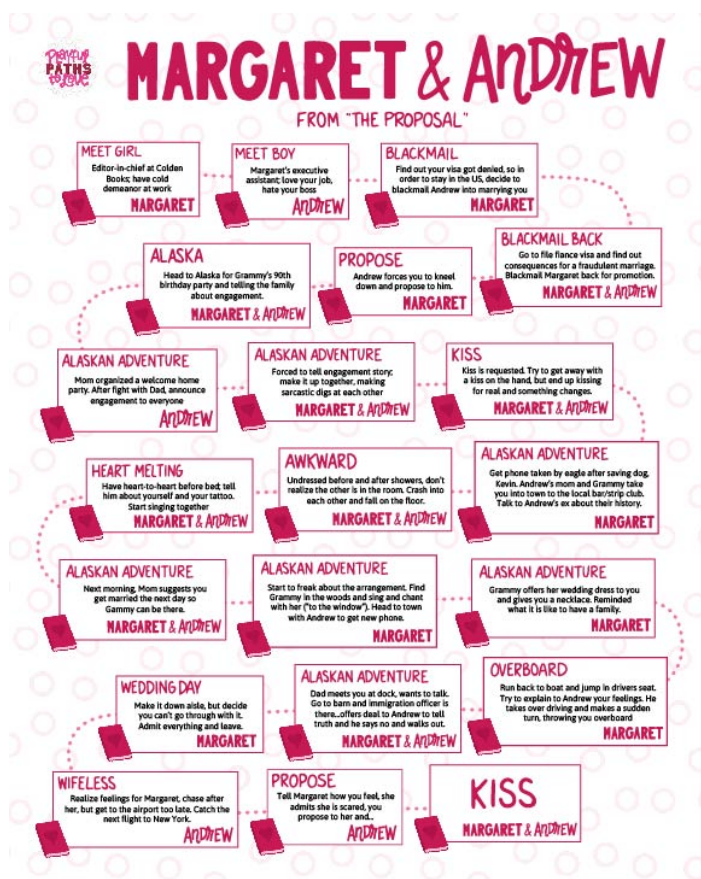 PLAYFUL
PATHS
to LOVE
MARGARET & ANDREW
FROM "THE PROPOSAL"
MEET GIRL
Editor-in-chief at Colden
Books; have cold
demeanor at work
MARGARET
MEET BOY
Margaret's executive
assistant; love your job,
hate your boss
ANDREW
BLACKMAIL
Find out your visa got denied, so in
order to stay in the US, decide to
blackmail Andrew into marrying you
MARGARET
BLACKMAIL BACK
Go to file fiance visa and find out
consequences for a fraudulent marriage.
Blackmail Margaret back for promotion.
MARGARET & ANDREW
PROPOSE
Andrew forces you to kneel
down and propose to him.
MARGARET
ALASKA
Head to Alaska for Grammy's 90th
birthday party and telling the family
about engagement.
MARGARET & ANDREW
ALASKAN ADVENTURE
Mom organized a welcome home
party. After fight with Dad, announce
engagement to everyone
ANDREW
ALASKAN ADVENTURE
Forced to tell engagement story;
make it up together, making
sarcastic digs at each other
MARGARET & ANDREW
KISS
Kiss is requested. Try to get away with
a kiss on the hand, but end up kissing
for real and something changes.
MARGARET & ANDREW
ALASKAN ADVENTURE
Get phone taken by eagle after saving dog,
Kevin. Andrew's mom and Grammy take
you into town to the local bar/strip club.
Talk to Andrew's ex about their history.
MARGARET
AWKWARD
Undressed before and after showers, don't
realize the other is in the room. Crash into
each other and fall on the floor.
MARGARET & ANDREW
HEART MELTING
Have heart-to-heart before bed; tell
him about yourself and your tattoo.
Start singing together
MARGARET & ANDREW
ALASKAN ADVENTURE
Next morning, Mom suggests you
get married the next day so
Gammy can be there.
MARGARET & ANDREW
ALASKAN ADVENTURE
Start to freak about the arrangement. Find
Grammy in the woods and sing and chant
with her ("to the window"). Head to town
with Andrew to get new phone.
MARGARET
ALASKAN ADVENTURE
Grammy offers her wedding dress to you
and gives you a necklace. Reminded
what it is like to have a family.
MARGARET
OVERBOARD
Run back to boat and jump in drivers seat.
Try to explain to Andrew your feelings. He
takes over driving and makes a sudden
turn, throwing you overboard
MARGARET
ALASKAN ADVENTURE
Dad meets you at dock, wants to talk.
Go to barn and immigration officer is
there...offers deal to Andrew to tell
truth and he says no and walks out.
MARGARET & ANDREW
WEDDING DAY
Make it down aisle, but decide
you can't go through with it.
Admit everything and leave.
MARGARET
WIFELESS
Realize feelings for Margaret, chase after
her, but get to the airport too late. Catch the
next flight to New York.
ANDREW
PROPOSE
Tell Margaret how you feel, she
admits she is scared, you
propose to her and...
ANDREW
KISS
MARGARET & ANDREW